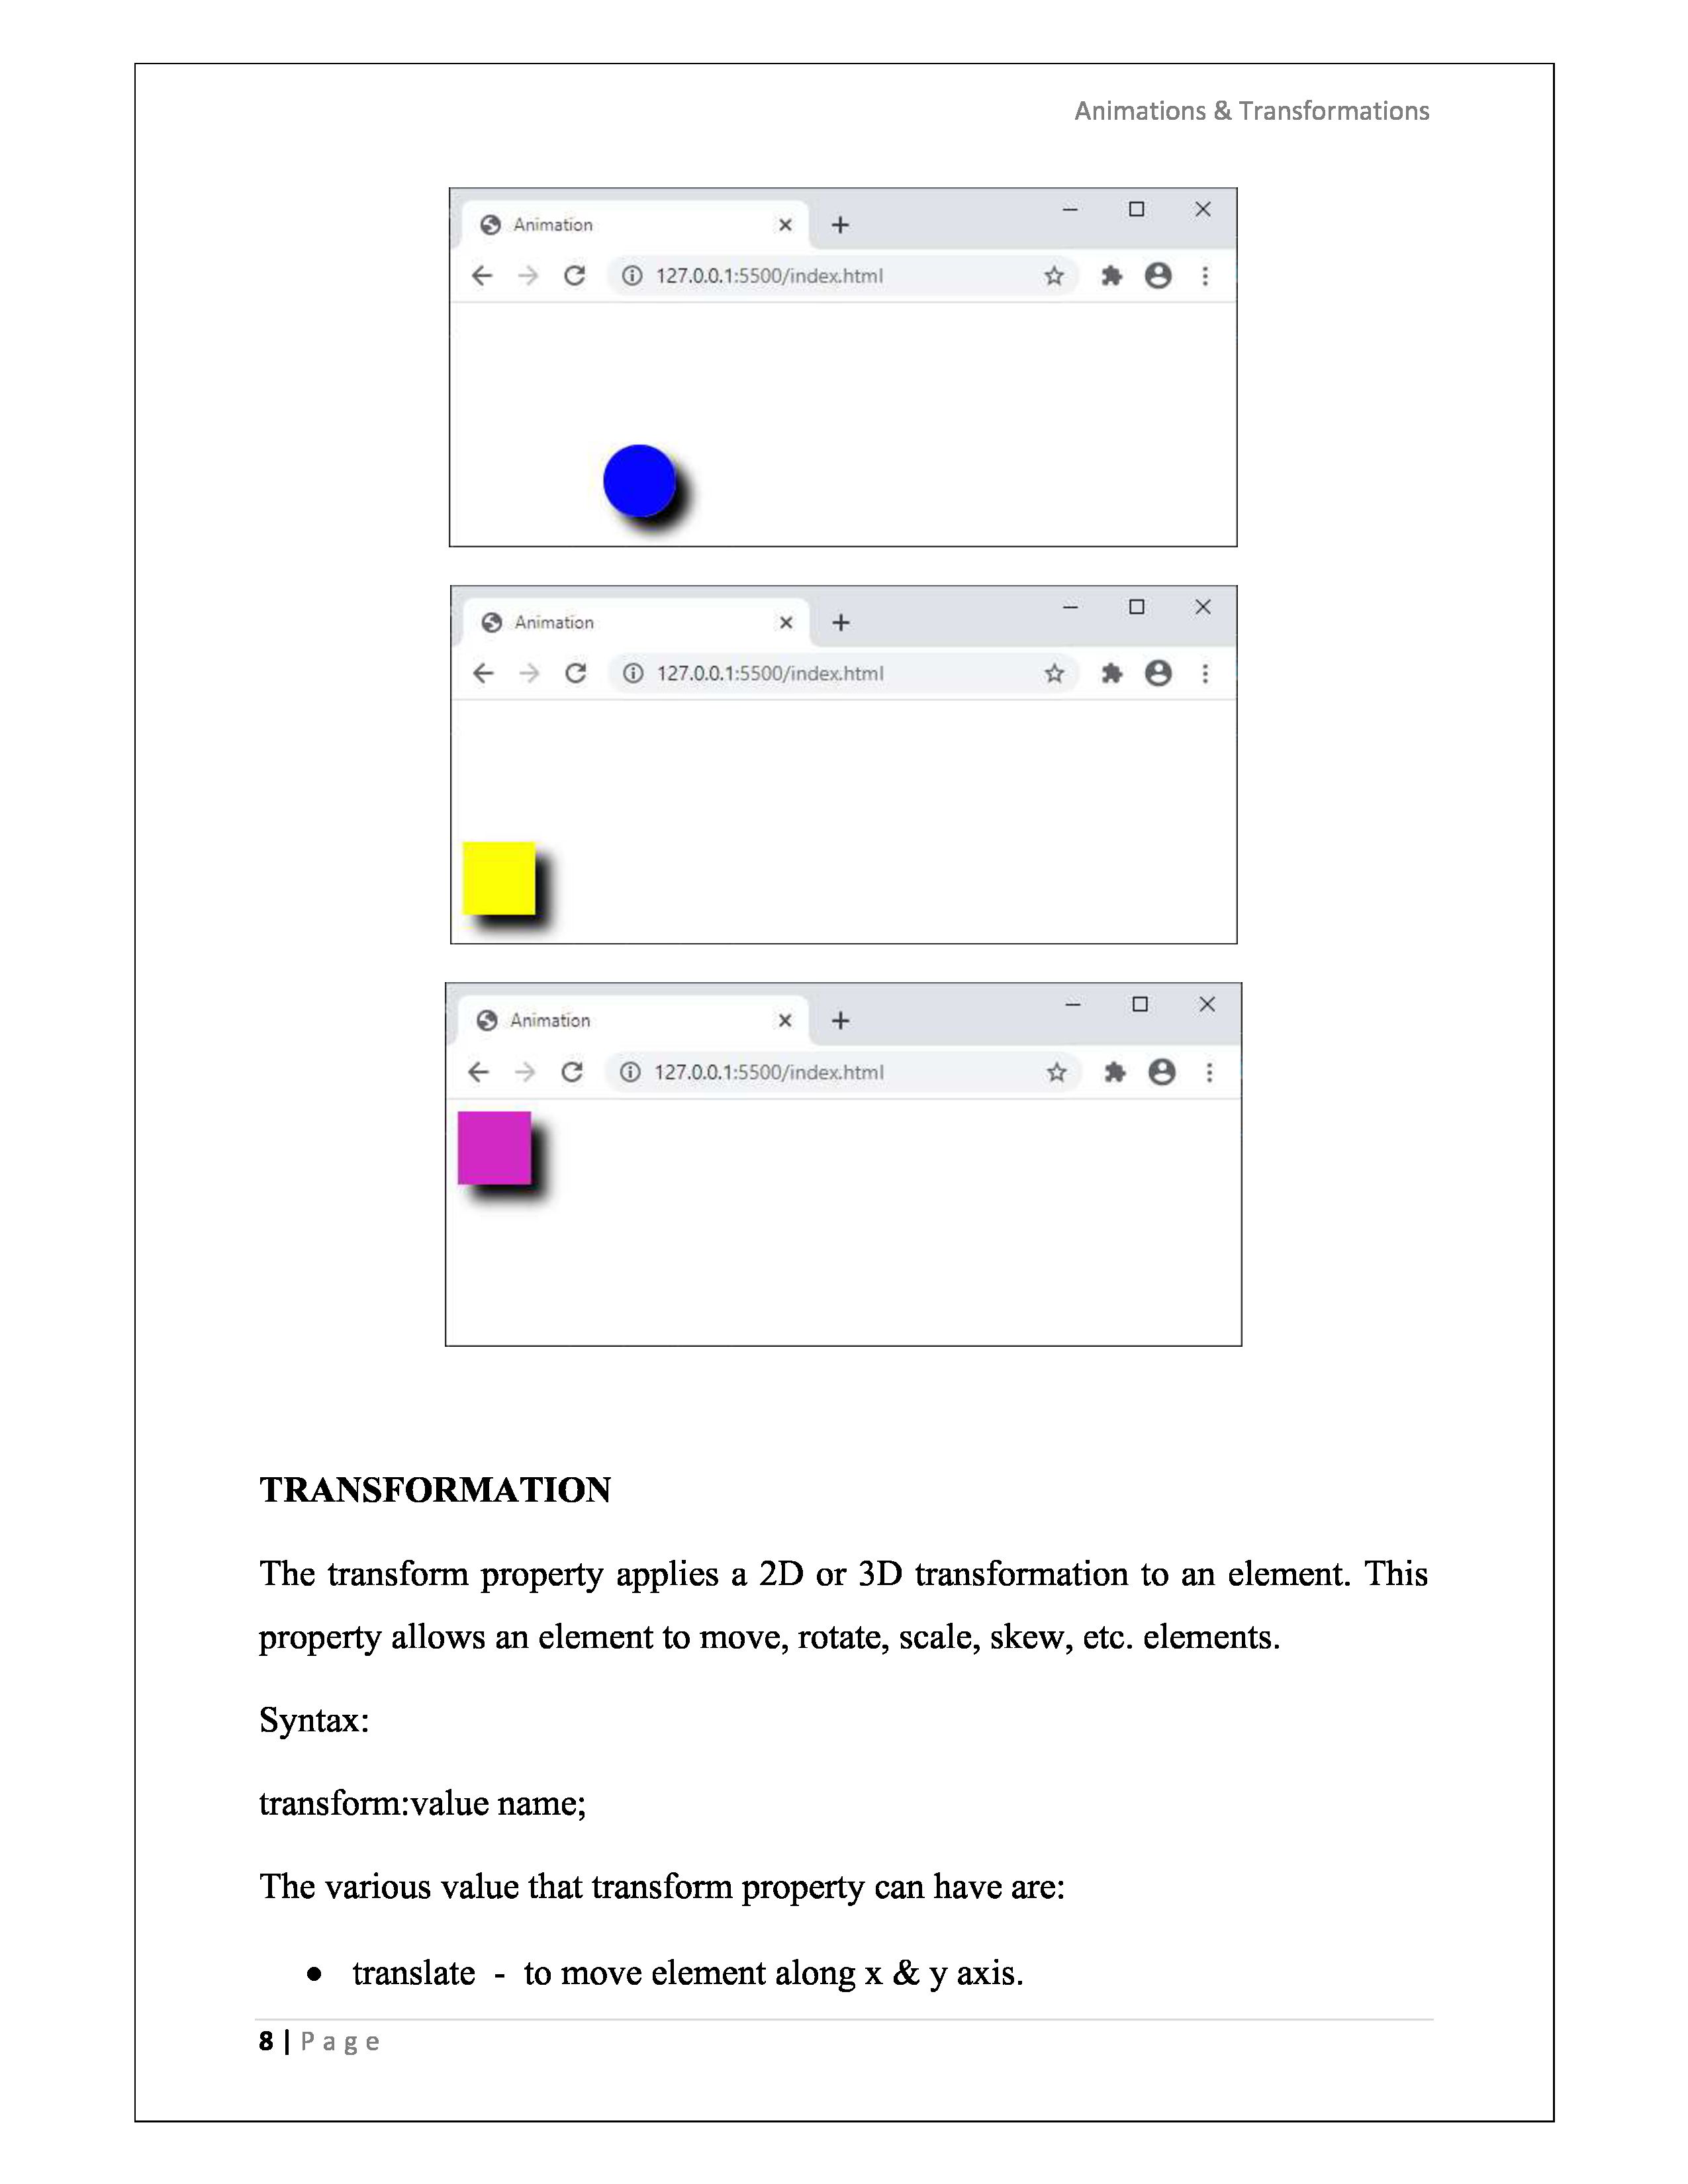 Animations & Transformations
Animation
127.0.0.1:5500/index.html
Animation
127.0.0.1:5500/index.html
Animation
127.0.0.1:5500/index.html
TRANSFORMATION
The transform property applies a 2D or 3D transformation to an element. This
property allows an element to move, rotate, scale, skew, etc. elements.
Syntax:
transform:value name;
The various value that transform property can have are:
• translate - to move element along x & y axis.
8 | Page